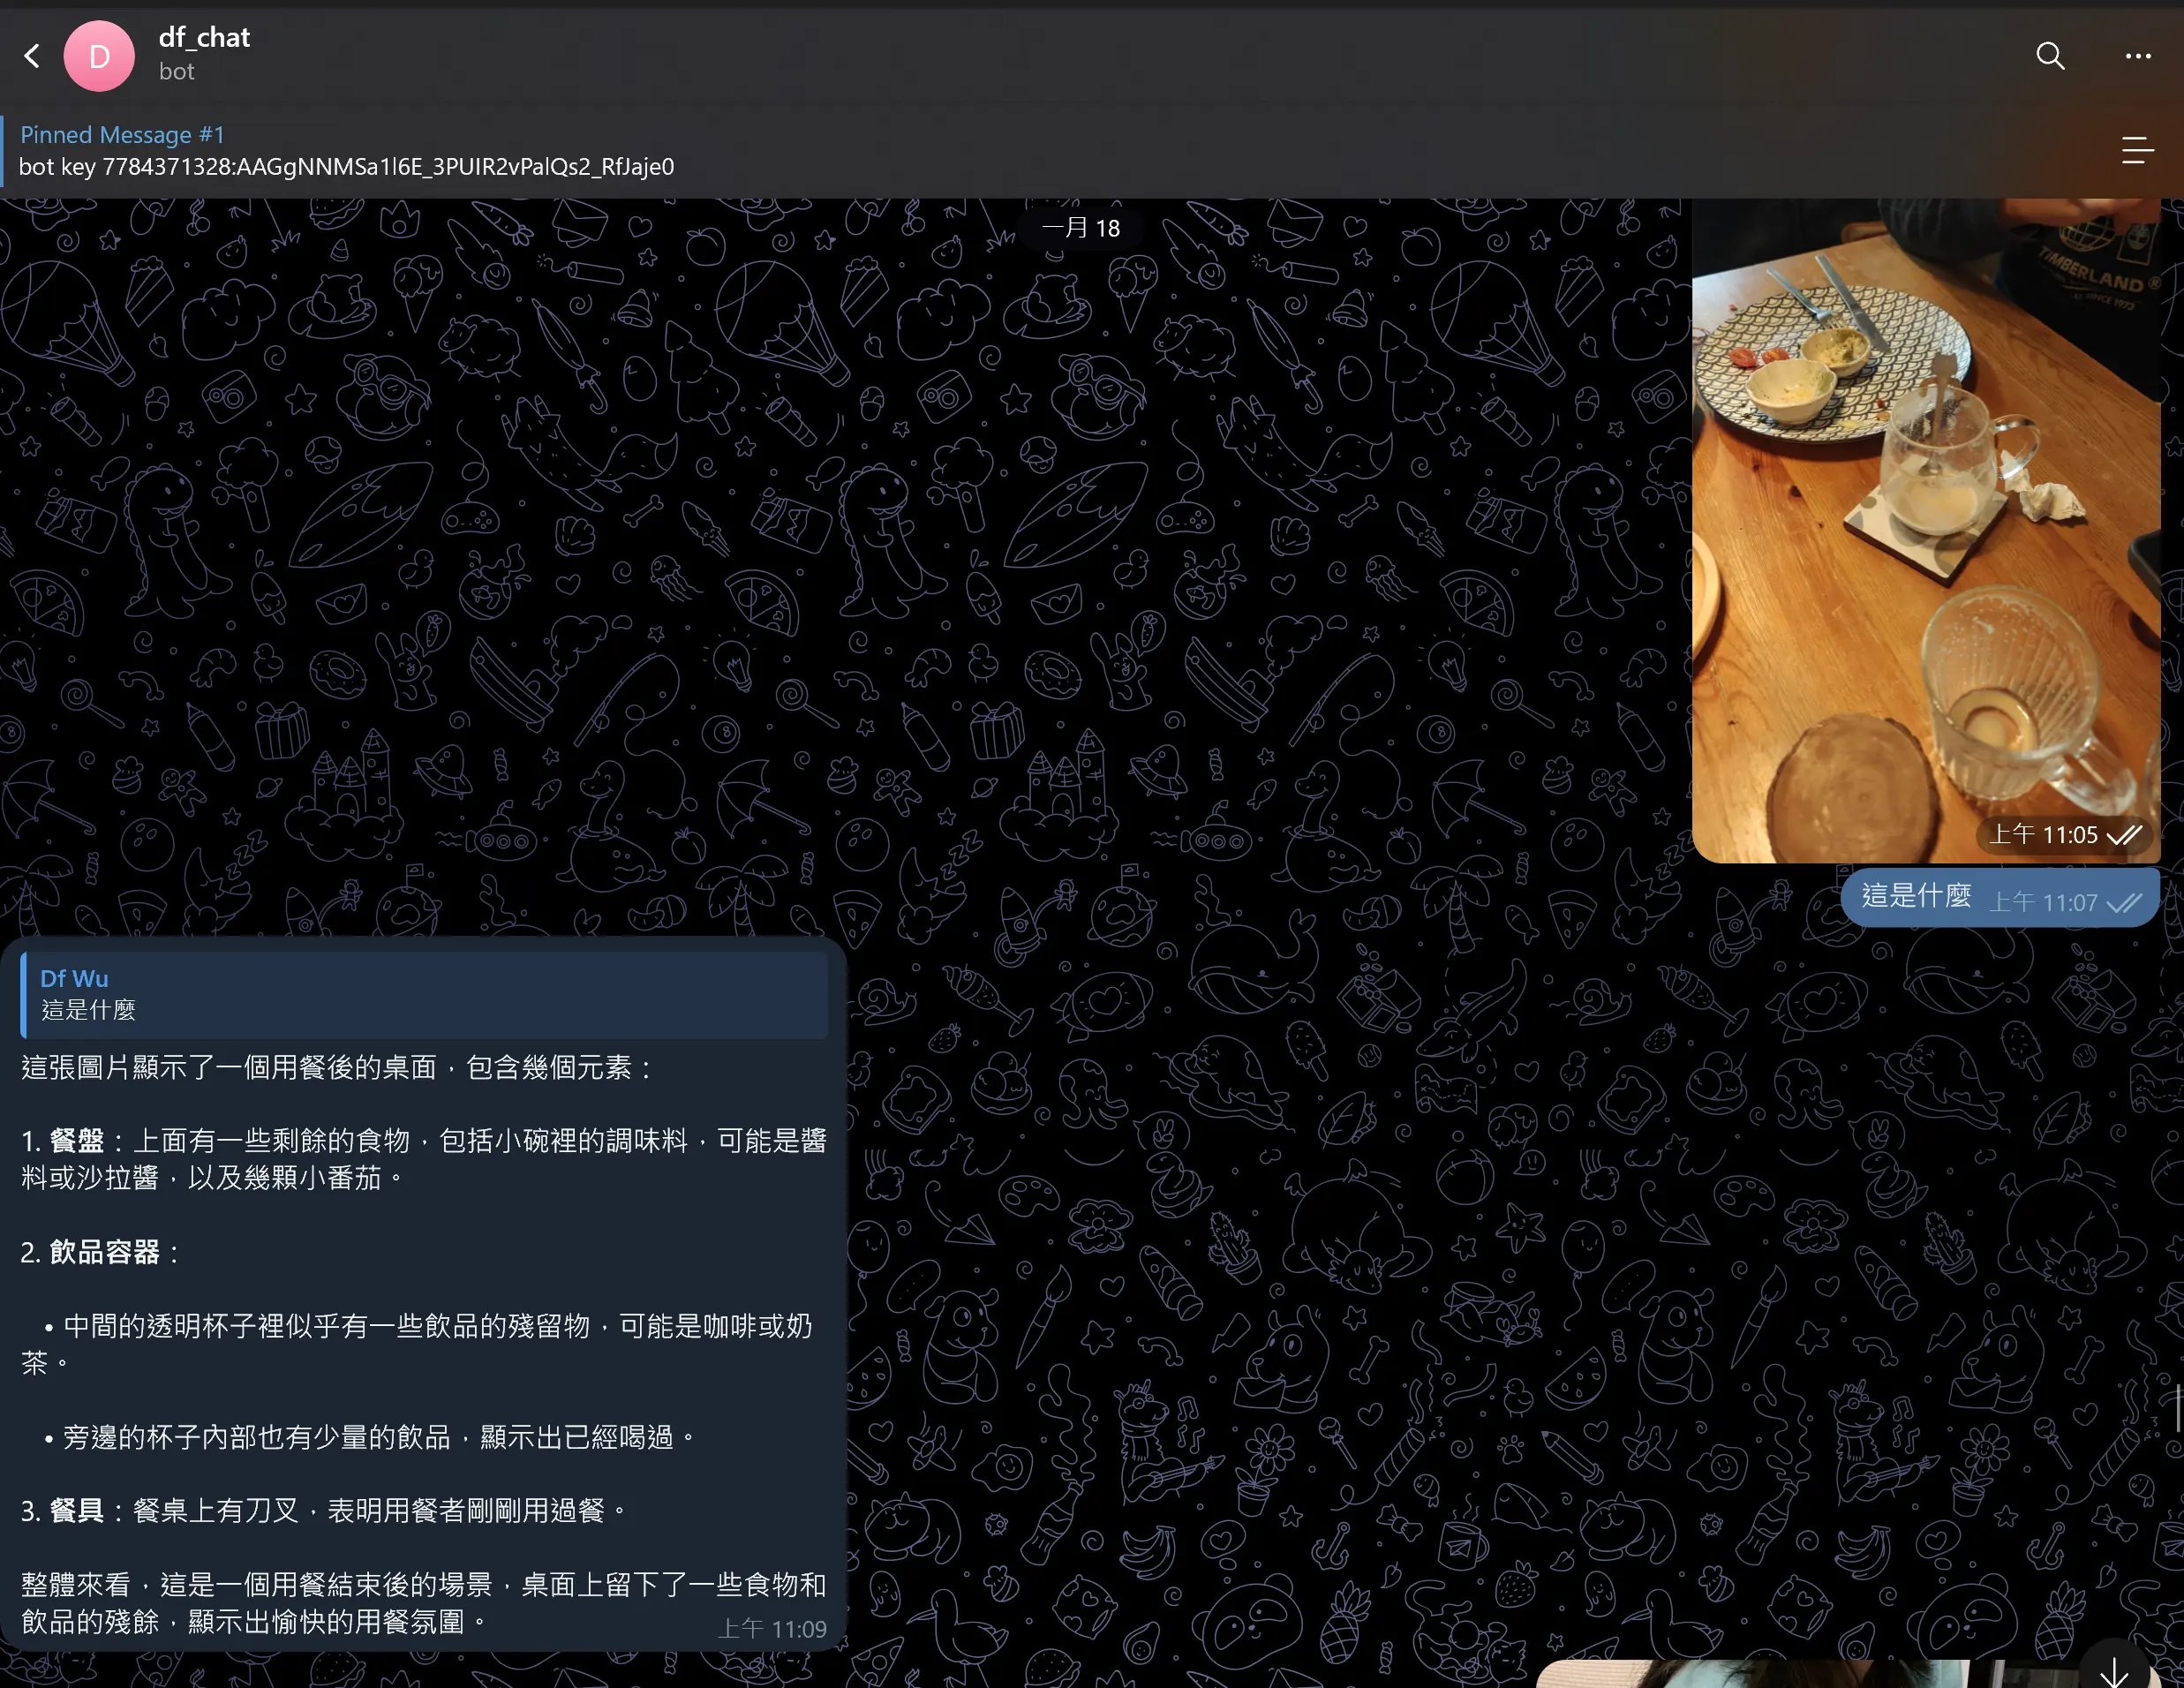 D
df_chat
bot
Pinned Message #1
bot key 7784371328:AAGgNNMSa1l6E_3PUIR2vPalQs2_RfJaje0
一月 18
TIMBERLAND®
SINCE 1973
上午 11:05
這是什麼 上午 11:07
Df Wu
這是什麼
這張圖片顯示了一個用餐後的桌面，包含幾個元素：
1. 餐盤：上面有一些剩餘的食物，包括小碗裡的調味料，可能是醬
料或沙拉醬，以及幾顆小番茄。
2. 飲品容器：
• 中間的透明杯子裡似乎有一些飲品的殘留物，可能是咖啡或奶
茶。
• 旁邊的杯子內部也有少量的飲品，顯示出已經喝過。
3. 餐具：餐桌上有刀叉，表明用餐者剛剛用過餐。
整體來看，這是一個用餐結束後的場景，桌面上留下了一些食物和
飲品的殘餘，顯示出愉快的用餐氛圍。
上午 11:09